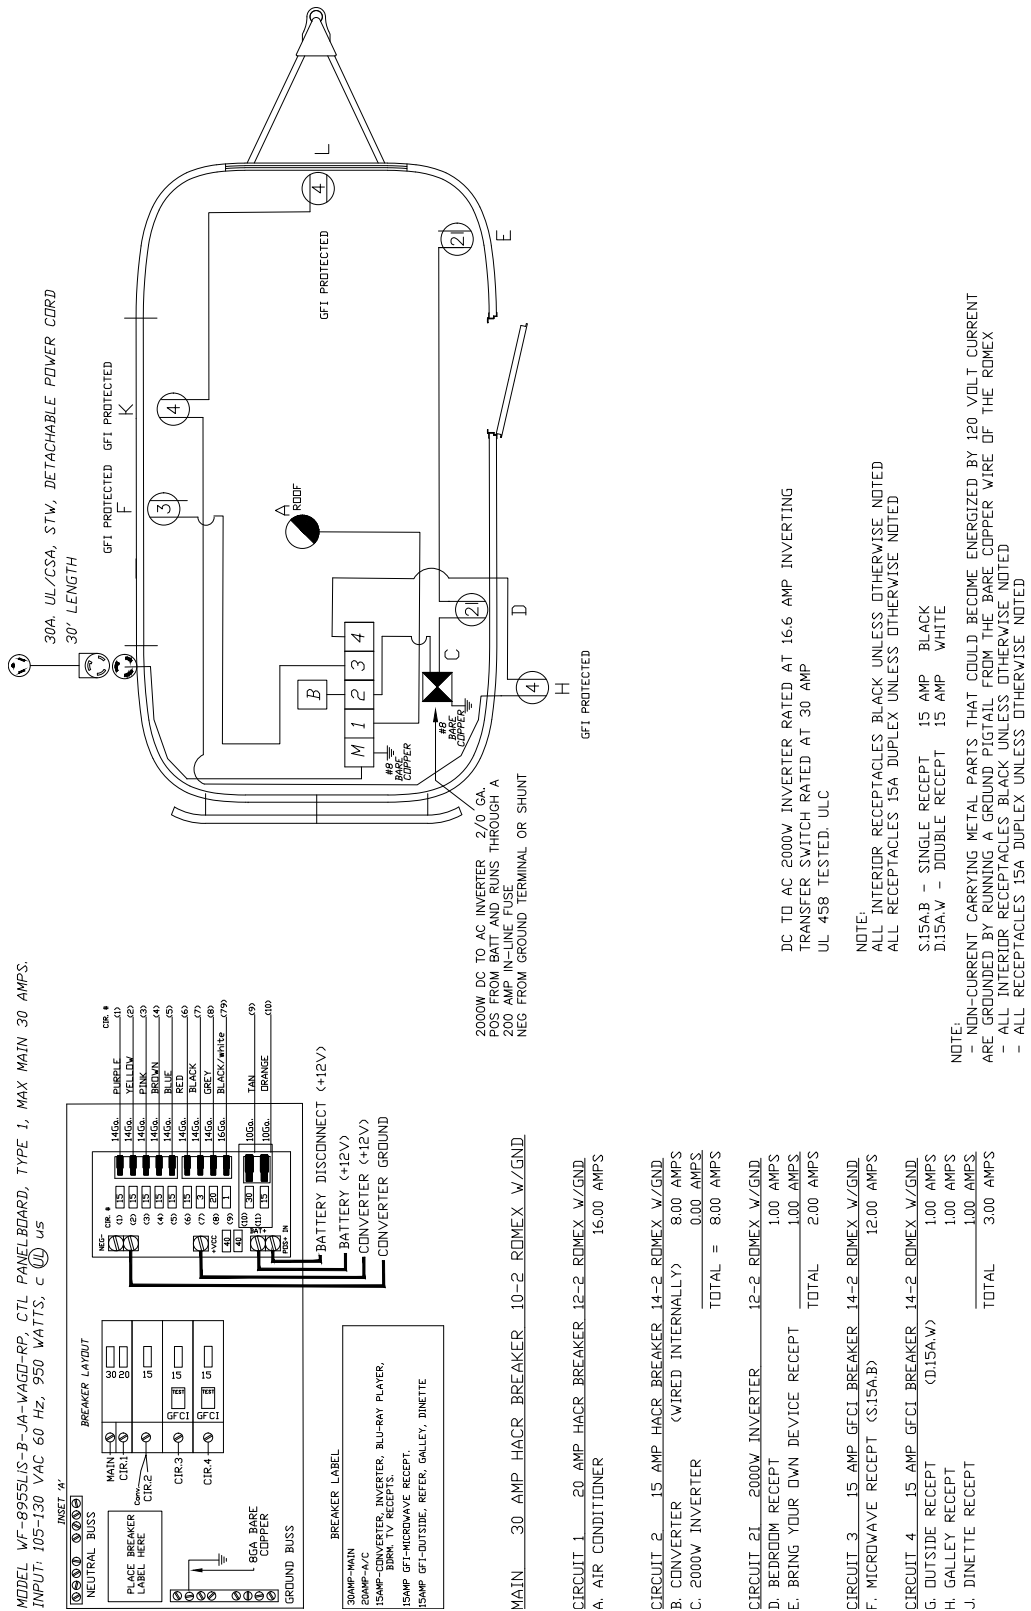 MODEL WF-8955LiS-B-JA-WAGO-RP, CTL PANELBOARD, TYPE 1, MAX MAIN 30 AMPS.
INPUT: 105-130 VAC 60 Hz, 950 WATTS, c UL us
INSET 'A'
NEUTRAL BUSS
PLACE BREAKER
LABEL HERE
8GA BARE
COPPER
GROUND BUSS
BREAKER LAYOUT
MAIN
30
CIR.1
20
Conv
CIR.2
15
CIR.3
GFCI
TEST
15
CIR.4
GFCI
TEST
15
NEG-
CIR. #
CIR. #
(1) 15 14Ga. PURPLE (1)
(2) 15 14Ga. YELLOW (2)
(3) 15 14Ga. PINK (3)
(4) 15 14Ga. BROWN (4)
(5) 15 14Ga. BLUE (5)
(6) 15 14Ga. RED (6)
(7) 3 14Ga. BLACK (7)
(8) 20 14Ga. GREY (8)
(9) 1 16Ga. BLACK/white (79)
+VCC
40
40
(10) 30 10Ga. TAN (9)
(11) 15 10Ga. ORANGE (10)
BAT+
POS+ IN
BATTERY DISCONNECT (+12V)
BATTERY (+12V)
CONVERTER (+12V)
CONVERTER GROUND
BREAKER LABEL
30AMP-MAIN
20AMP-A/C
15AMP-CONVERTER, INVERTER, BLU-RAY PLAYER,
BDRM. TV RECEPTS.
15AMP GFI-MICROWAVE RECEPT.
15AMP GFI-OUTSIDE, REFER, GALLEY, DINETTE
30A. UL/CSA, STW, DETACHABLE POWER CORD
30' LENGTH
GFI PROTECTED
GFI PROTECTED
F
K
L
3
4
4
GFI PROTECTED
A
ROOF
E
2I
B
M 1 2 3 4
#8
BARE
COPPER
#8
BARE
COPPER
C
2I
D
4
H
GFI PROTECTED
2000W DC TO AC INVERTER 2/0 GA.
POS FROM BATT AND RUNS THROUGH A
200 AMP IN-LINE FUSE
NEG FROM GROUND TERMINAL OR SHUNT
MAIN 30 AMP HACR BREAKER 10-2 ROMEX W/GND
CIRCUIT 1 20 AMP HACR BREAKER 12-2 ROMEX W/GND
A. AIR CONDITIONER 16.00 AMPS
CIRCUIT 2 15 AMP HACR BREAKER 14-2 ROMEX W/GND
B. CONVERTER (WIRED INTERNALLY) 8.00 AMPS
C. 2000W INVERTER 0.00 AMPS
TOTAL = 8.00 AMPS
CIRCUIT 2I 2000W INVERTER 12-2 ROMEX W/GND
D. BEDROOM RECEPT 1.00 AMPS
E. BRING YOUR OWN DEVICE RECEPT 1.00 AMPS
TOTAL 2.00 AMPS
CIRCUIT 3 15 AMP GFCI BREAKER 14-2 ROMEX W/GND
F. MICROWAVE RECEPT (S.15A.B) 12.00 AMPS
CIRCUIT 4 15 AMP GFCI BREAKER 14-2 ROMEX W/GND
G. OUTSIDE RECEPT (D.15A.W) 1.00 AMPS
H. GALLEY RECEPT 1.00 AMPS
J. DINETTE RECEPT 1.00 AMPS
TOTAL 3.00 AMPS
DC TO AC 2000W INVERTER RATED AT 16.6 AMP INVERTING
TRANSFER SWITCH RATED AT 30 AMP
UL 458 TESTED. ULC
NOTE:
ALL INTERIOR RECEPTACLES BLACK UNLESS OTHERWISE NOTED
ALL RECEPTACLES 15A DUPLEX UNLESS OTHERWISE NOTED
S.15A.B - SINGLE RECEPT 15 AMP BLACK
D.15A.W - DOUBLE RECEPT 15 AMP WHITE
NOTE:
- NON-CURRENT CARRYING METAL PARTS THAT COULD BECOME ENERGIZED BY 120 VOLT CURRENT
ARE GROUNDED BY RUNNING A GROUND PIGTAIL FROM THE BARE COPPER WIRE OF THE ROMEX
- ALL INTERIOR RECEPTACLES BLACK UNLESS OTHERWISE NOTED
- ALL RECEPTACLES 15A DUPLEX UNLESS OTHERWISE NOTED